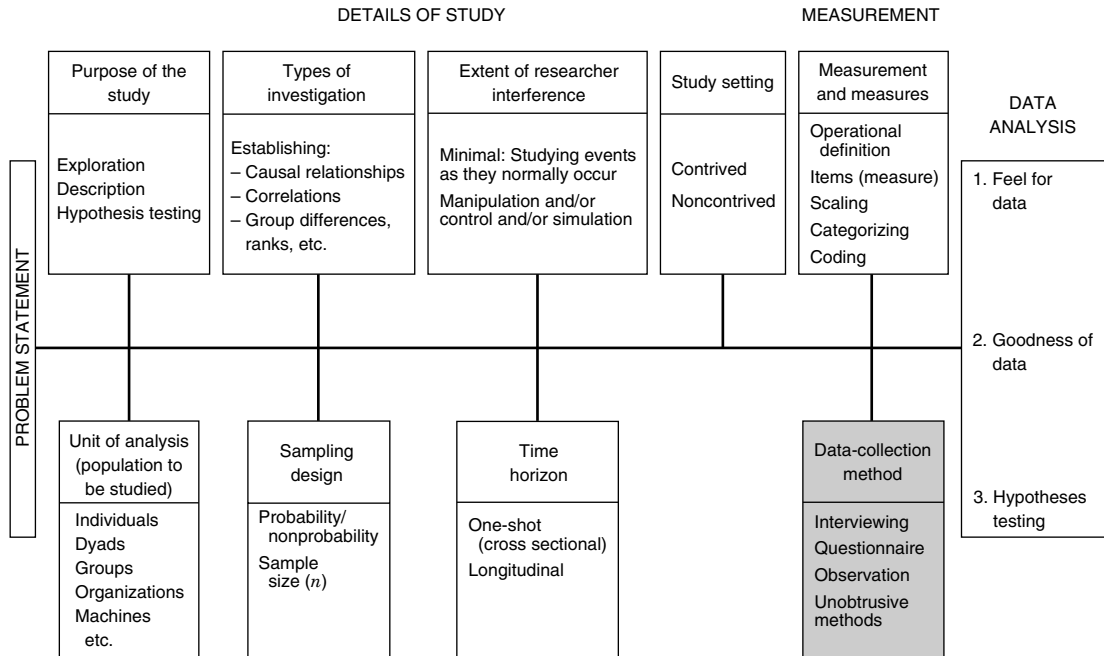 DETAILS OF STUDY
MEASUREMENT
Purpose of the
study
Exploration
Description
Hypothesis testing
Types of
investigation
Establishing:
– Causal relationships
– Correlations
– Group differences,
ranks, etc.
Extent of researcher
interference
Minimal: Studying events
as they normally occur
Manipulation and/or
control and/or simulation
Study setting
Contrived
Noncontrived
Measurement
and measures
Operational
definition
Items (measure)
Scaling
Categorizing
Coding
DATA
ANALYSIS
1. Feel for
data
2. Goodness of
data
3. Hypotheses
testing
PROBLEM STATEMENT
Unit of analysis
(population to
be studied)
Individuals
Dyads
Groups
Organizations
Machines
etc.
Sampling
design
Probability/
nonprobability
Sample
size (n)
Time
horizon
One-shot
(cross sectional)
Longitudinal
Data-collection
method
Interviewing
Questionnaire
Observation
Unobtrusive
methods